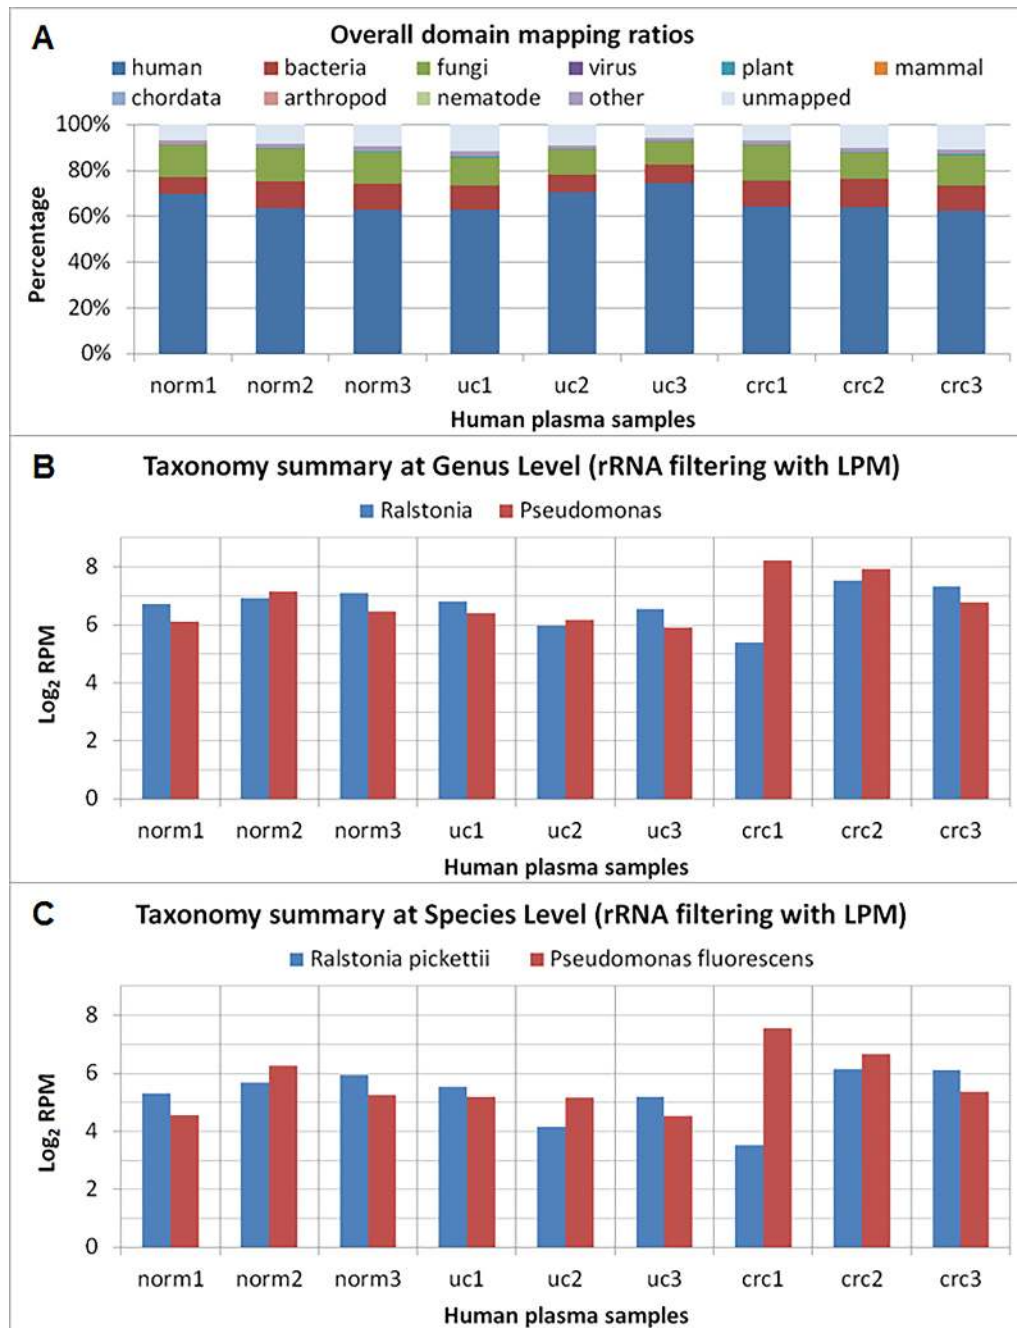 A
Overall domain mapping ratios
human bacteria fungi virus plant mammal
chordata arthropod nematode other unmapped
100%
80%
60%
40%
20%
0%
Percentage
norm1 norm2 norm3 uc1 uc2 uc3 crc1 crc2 crc3
Human plasma samples
B
Taxonomy summary at Genus Level (rRNA filtering with LPM)
Ralstonia Pseudomonas
8
6
4
2
0
Log₂ RPM
norm1 norm2 norm3 uc1 uc2 uc3 crc1 crc2 crc3
Human plasma samples
C
Taxonomy summary at Species Level (rRNA filtering with LPM)
Ralstonia pickettii Pseudomonas fluorescens
8
6
4
2
0
Log₂ RPM
norm1 norm2 norm3 uc1 uc2 uc3 crc1 crc2 crc3
Human plasma samples